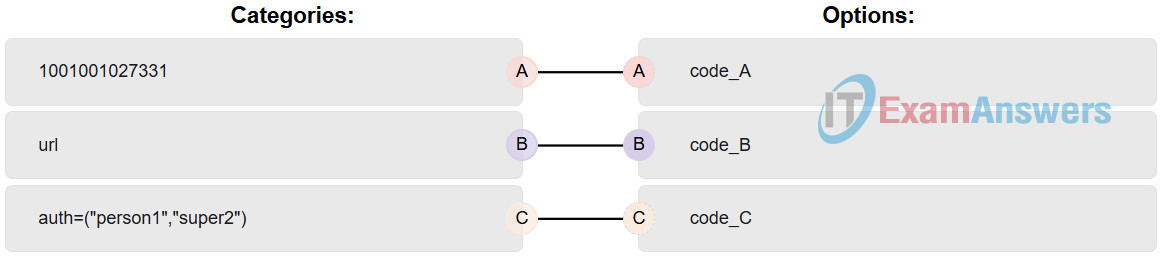 Categories: Options:
1001001027331 A A code_A
ITExamAnswers
url B B code_B
auth=("person1","super2") C C code_C